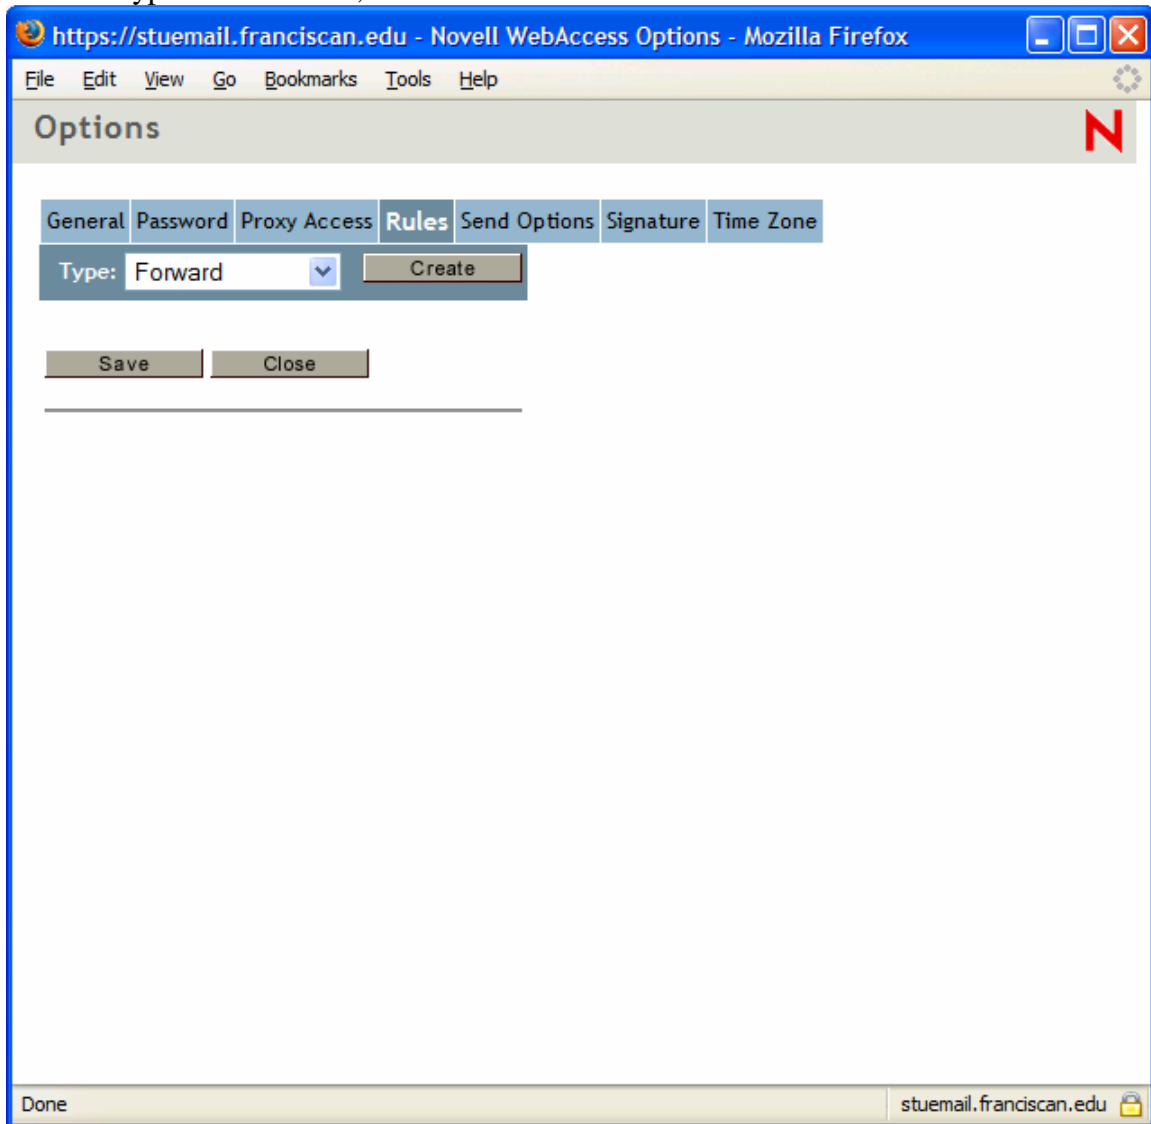 https://stuemail.franciscan.edu - Novell WebAccess Options - Mozilla Firefox
File Edit View Go Bookmarks Tools Help
Options N
General Password Proxy Access Rules Send Options Signature Time Zone
Type: Forward Create
Save Close
Done stuemail.franciscan.edu